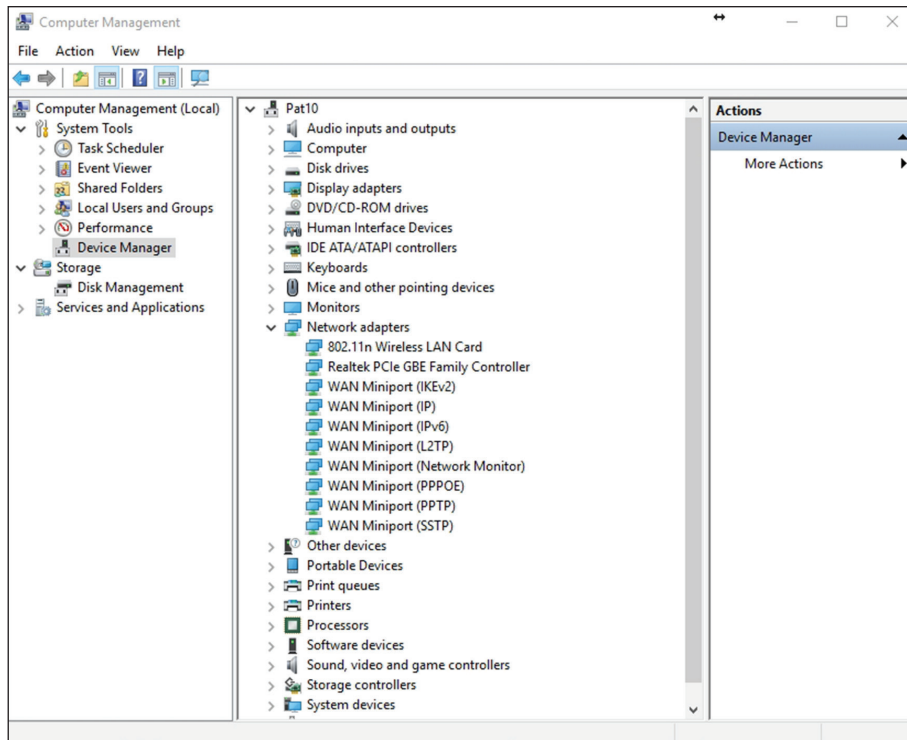 Computer Management
File Action View Help
Computer Management (Local)
System Tools
Task Scheduler
Event Viewer
Shared Folders
Local Users and Groups
Performance
Device Manager
Storage
Disk Management
Services and Applications
Pat10
Audio inputs and outputs
Computer
Disk drives
Display adapters
DVD/CD-ROM drives
Human Interface Devices
IDE ATA/ATAPI controllers
Keyboards
Mice and other pointing devices
Monitors
Network adapters
802.11n Wireless LAN Card
Realtek PCIe GBE Family Controller
WAN Miniport (IKEv2)
WAN Miniport (IP)
WAN Miniport (IPv6)
WAN Miniport (L2TP)
WAN Miniport (Network Monitor)
WAN Miniport (PPPOE)
WAN Miniport (PPTP)
WAN Miniport (SSTP)
Other devices
Portable Devices
Print queues
Printers
Processors
Software devices
Sound, video and game controllers
Storage controllers
System devices
Actions
Device Manager
More Actions